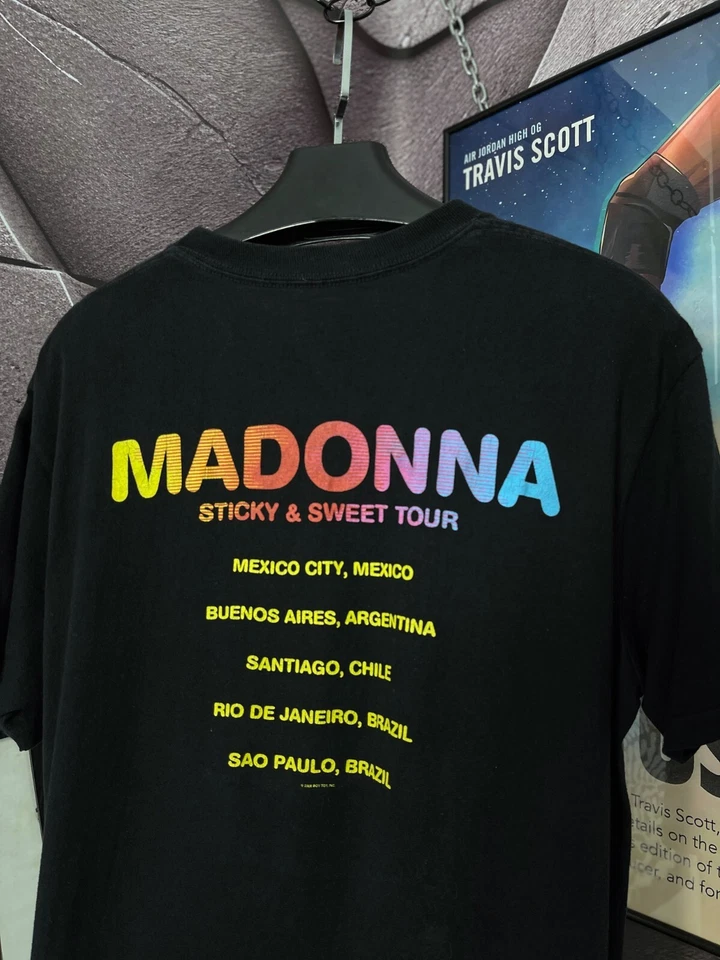 AIR JORDAN HIGH OG
TRAVIS SCOTT
MADONNA
STICKY & SWEET TOUR
MEXICO CITY, MEXICO
BUENOS AIRES, ARGENTINA
SANTIAGO, CHILE
RIO DE JANEIRO, BRAZIL
SAO PAULO, BRAZIL
Travis Scott,
etails on the
edition of
cer, and for